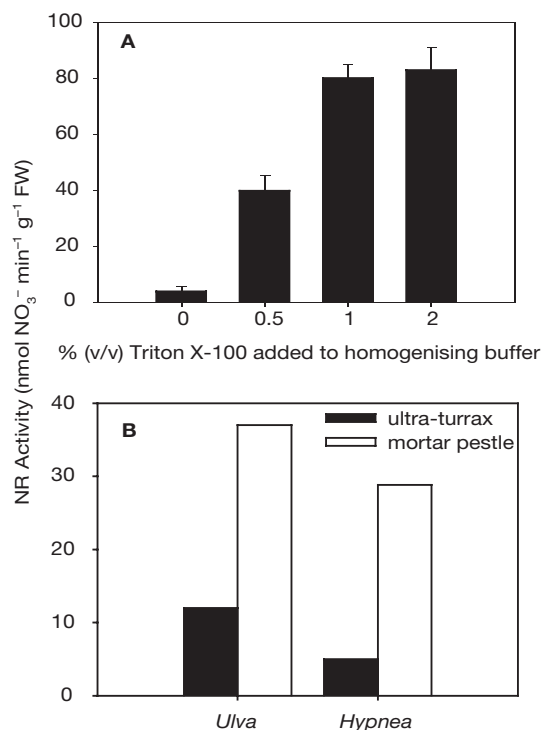 NR Activity (nmol NO₃⁻ min⁻¹ g⁻¹ FW)
A
100
80
60
40
20
0
0 0.5 1 2
% (v/v) Triton X-100 added to homogenising buffer
B
ultra-turrax
mortar pestle
40
30
20
10
0
Ulva Hypnea